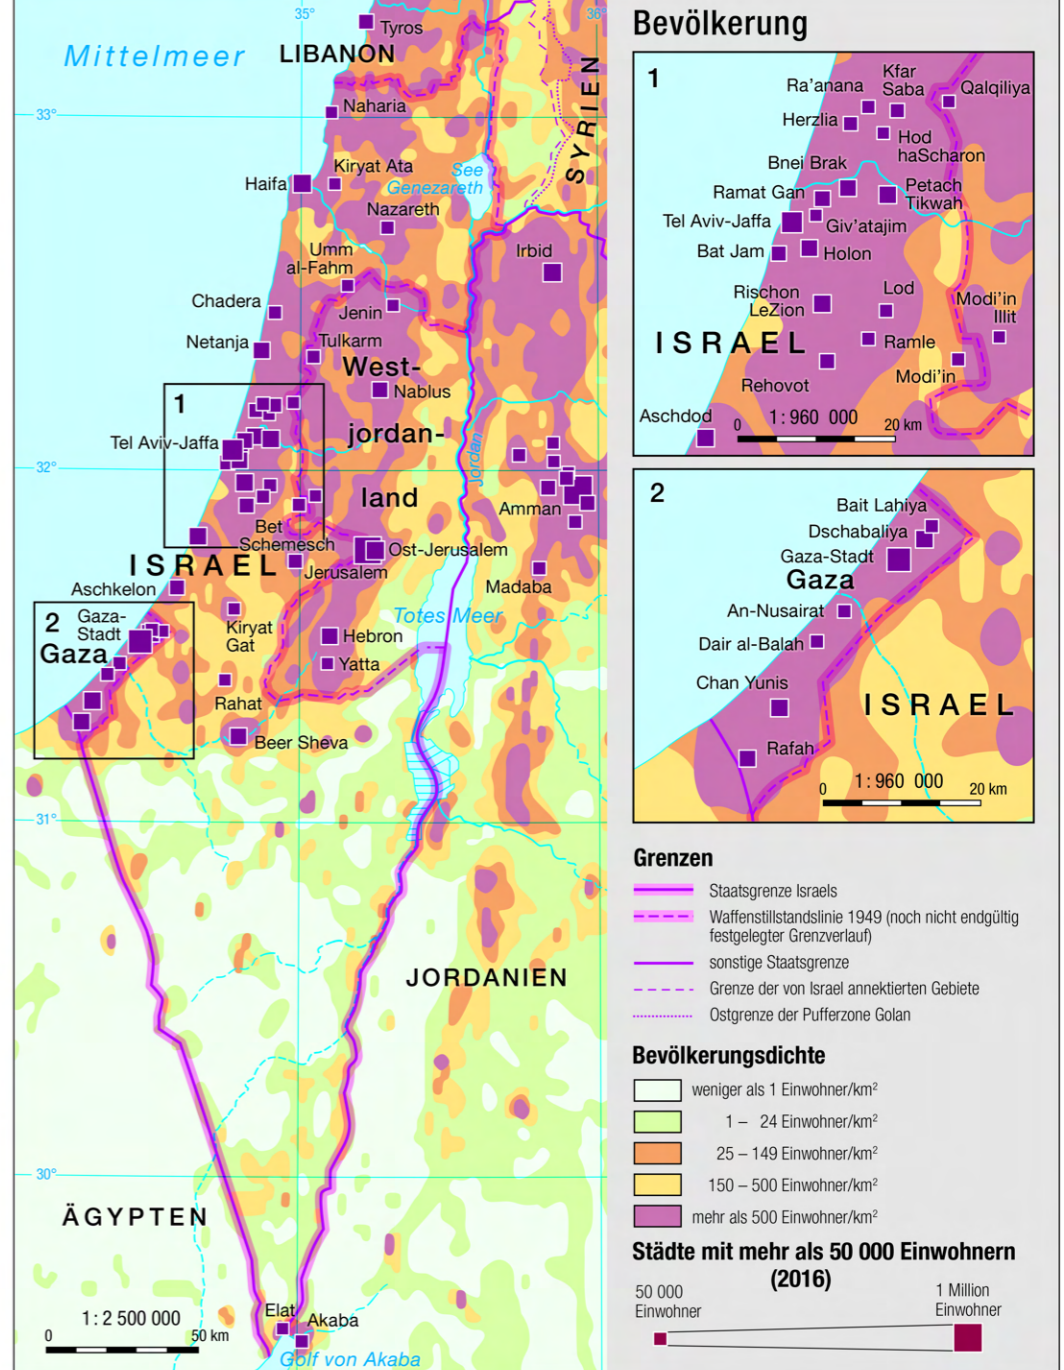 35°
36°
Tyros
Mittelmeer
LIBANON
SYRIEN
33°
Naharia
Kiryat Ata
See
Genezareth
Haifa
Nazareth
Umm
al-Fahm
Irbid
Chadera
Jenin
Netanja
Tulkarm
West-
Nablus
1
jordan-
Tel Aviv-Jaffa
Jordan
32°
land
Amman
Bet
Schemesch
Ost-Jerusalem
ISRAEL
Jerusalem
Madaba
Aschkelon
2
Gaza-
Stadt
Kiryat
Gat
Totes Meer
Gaza
Hebron
Yatta
Rahat
Beer Sheva
31°
JORDANIEN
30°
ÄGYPTEN
Elat
Akaba
1 : 2 500 000
0 50 km
Golf von Akaba
Bevölkerung
1
Ra'anana
Kfar
Saba
Qalqiliya
Herzlia
Hod
haScharon
Bnei Brak
Ramat Gan
Petach
Tikwah
Tel Aviv-Jaffa
Giv'atajim
Bat Jam
Holon
Rischon
LeZion
Lod
Modi'in
Illit
ISRAEL
Ramle
Rehovot
Modi'in
Aschdod
1 : 960 000
0 20 km
2
Bait Lahiya
Dschabaliya
Gaza-Stadt
Gaza
An-Nusairat
Dair al-Balah
Chan Yunis
ISRAEL
Rafah
1 : 960 000
0 20 km
Grenzen
Staatsgrenze Israels
Waffenstillstandslinie 1949 (noch nicht endgültig
festgelegter Grenzverlauf)
sonstige Staatsgrenze
Grenze der von Israel annektierten Gebiete
Ostgrenze der Pufferzone Golan
Bevölkerungsdichte
weniger als 1 Einwohner/km²
1 – 24 Einwohner/km²
25 – 149 Einwohner/km²
150 – 500 Einwohner/km²
mehr als 500 Einwohner/km²
Städte mit mehr als 50 000 Einwohnern
(2016)
50 000
Einwohner
1 Million
Einwohner